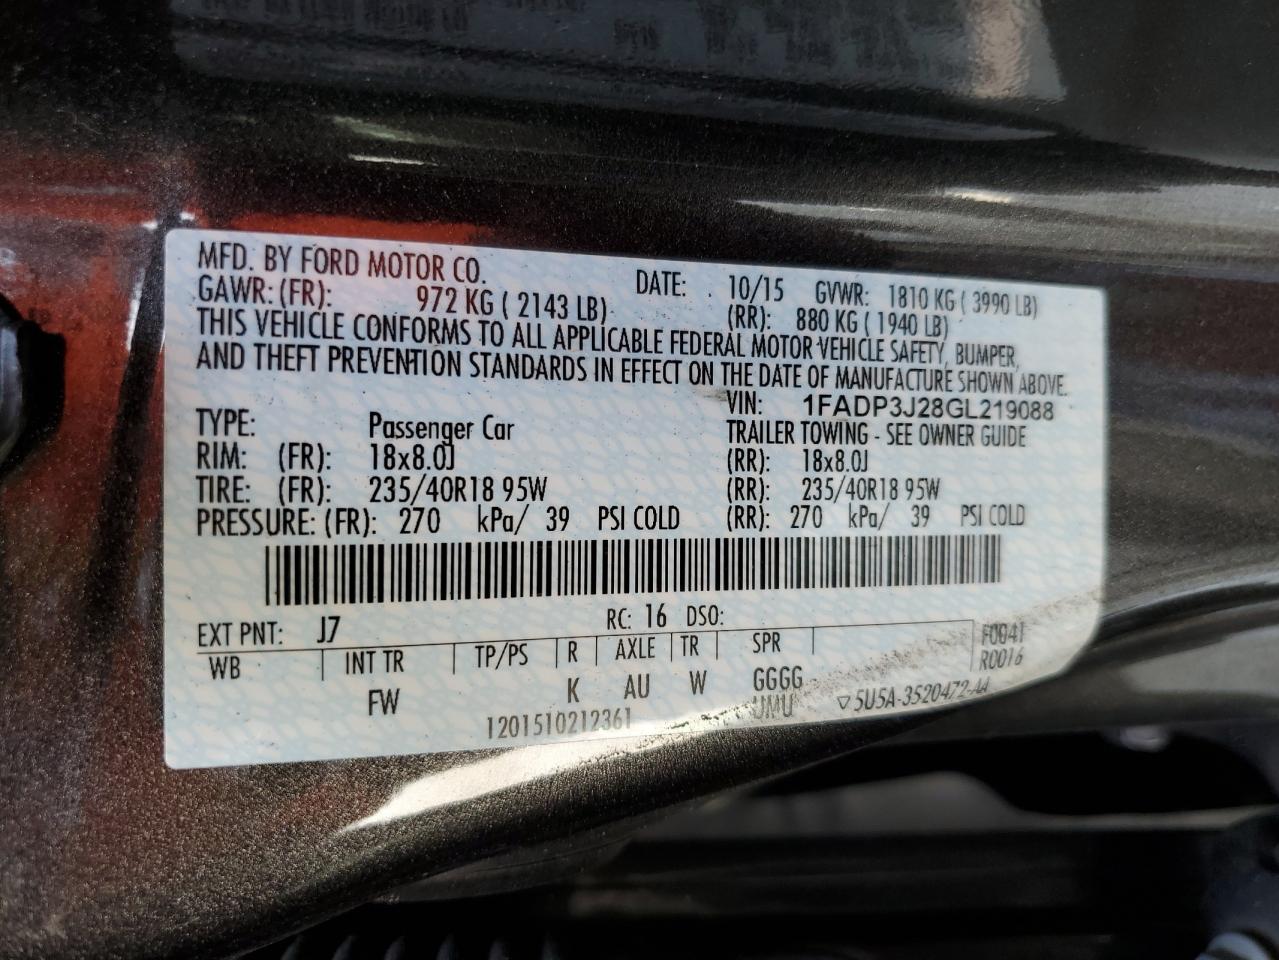 MFD. BY FORD MOTOR CO. DATE: 10/15 GVWR: 1810 KG ( 3990 LB)
GAWR: (FR): 972 KG ( 2143 LB) (RR): 880 KG ( 1940 LB)
THIS VEHICLE CONFORMS TO ALL APPLICABLE FEDERAL MOTOR VEHICLE SAFETY, BUMPER,
AND THEFT PREVENTION STANDARDS IN EFFECT ON THE DATE OF MANUFACTURE SHOWN ABOVE.
VIN: 1FADP3J28GL219088
TYPE: Passenger Car TRAILER TOWING - SEE OWNER GUIDE
RIM: (FR): 18x8.0J (RR): 18x8.0J
TIRE: (FR): 235/40R18 95W (RR): 235/40R18 95W
PRESSURE: (FR): 270 kPa/ 39 PSI COLD (RR): 270 kPa/ 39 PSI COLD
EXT PNT: J7 RC: 16 DSO:
WB INT TR TP/PS R AXLE TR SPR F0041
R0016
FW K AU W GGGG
UMU ▽5U5A-3520472-AA
1201510212361